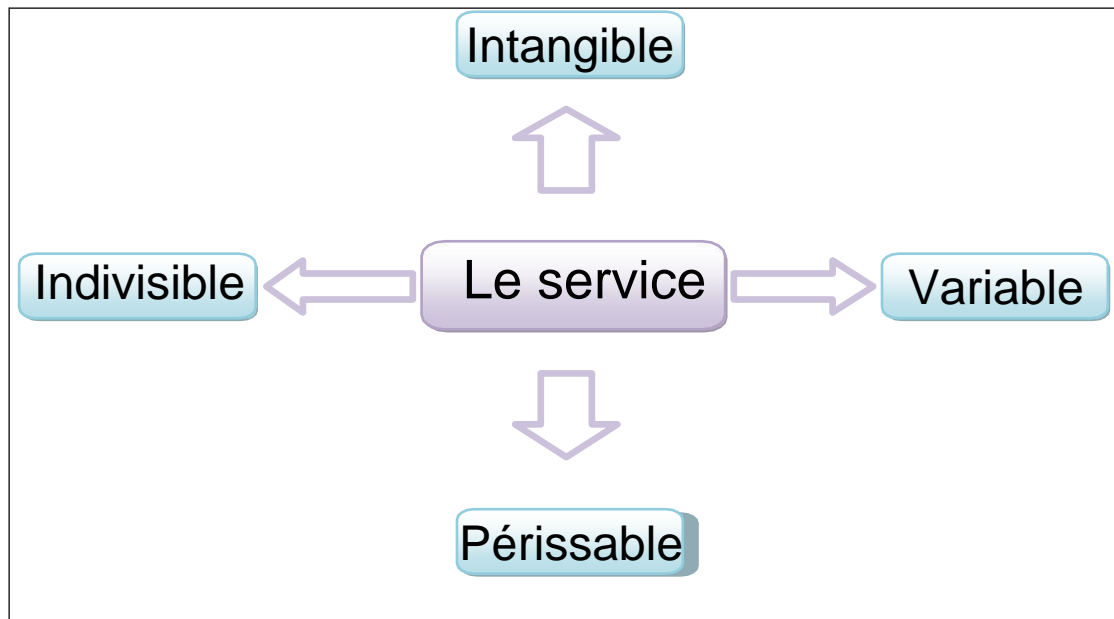 Intangible
Indivisible
Le service
Variable
Périssable